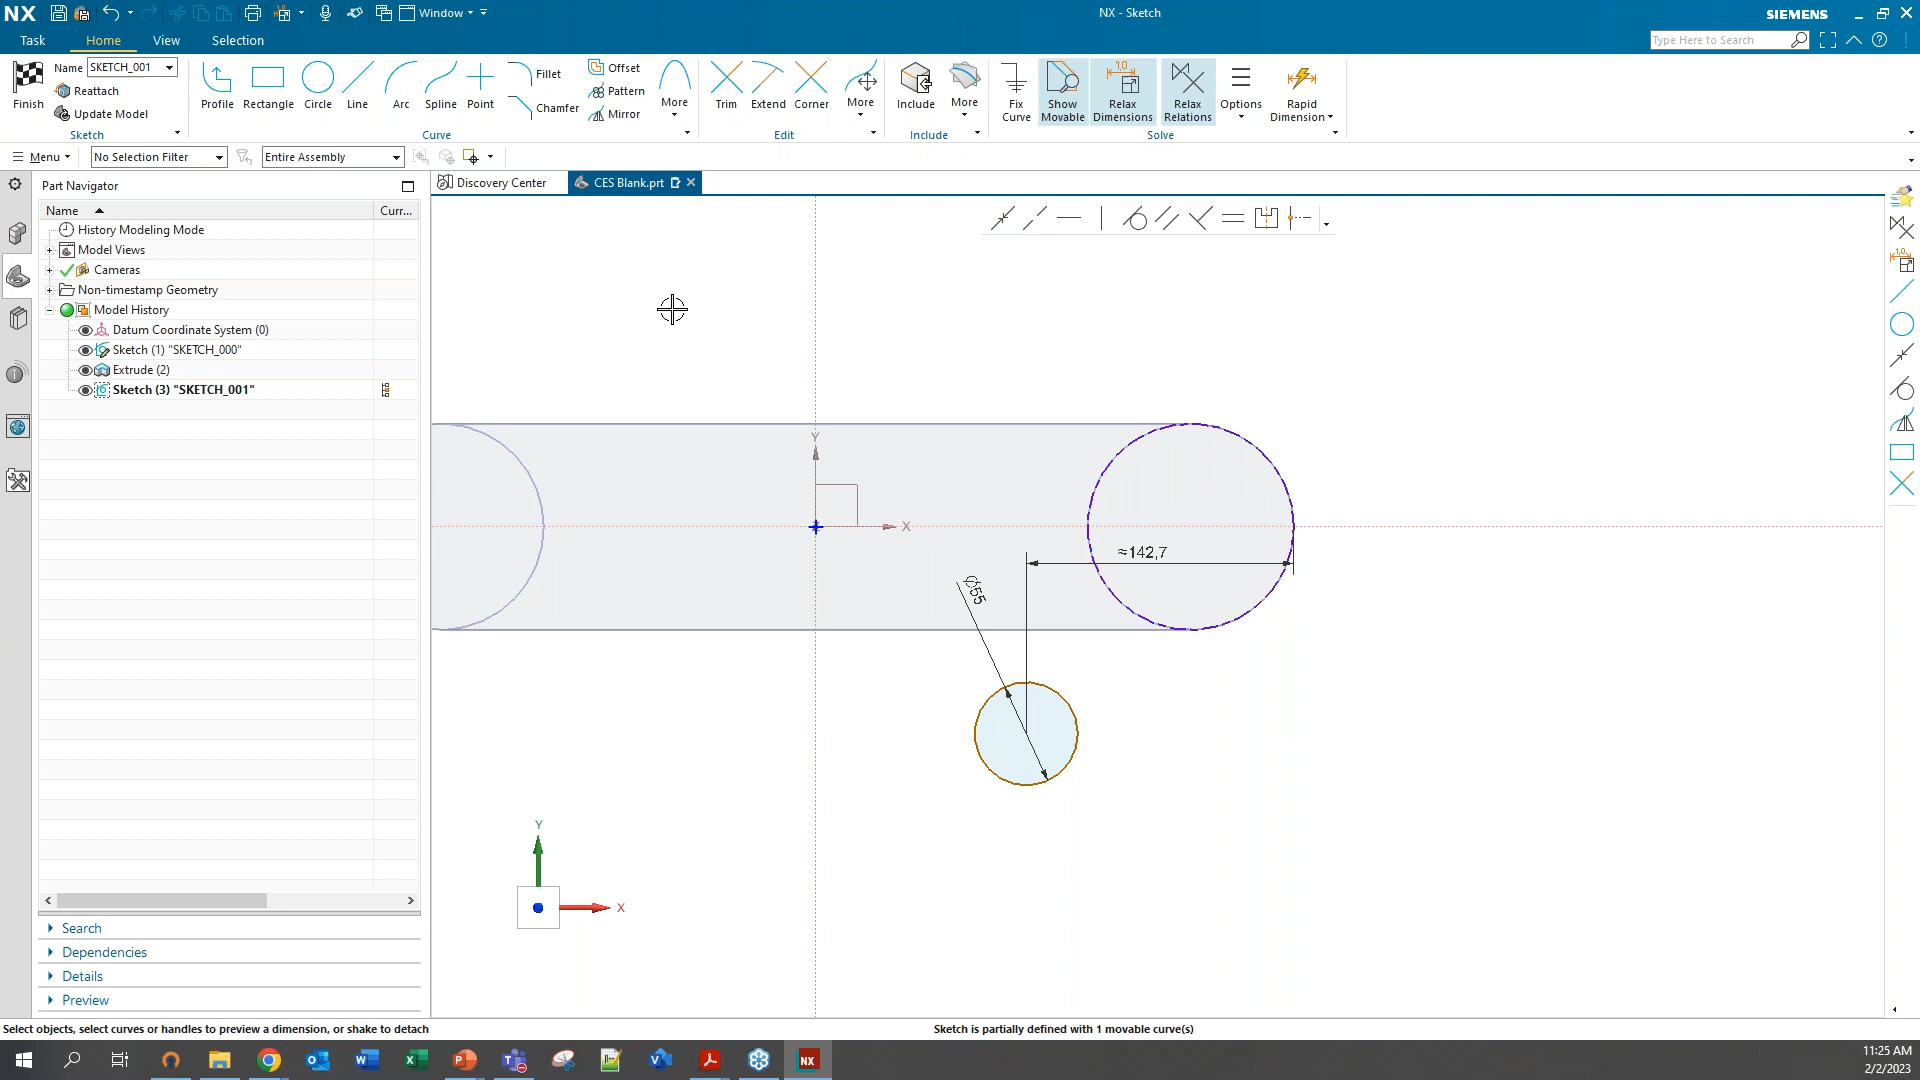 NX
Window
NX - Sketch
SIEMENS
Task
Home
View
Selection
Type Here to Search
Finish
Name
SKETCH_001
Reattach
Update Model
Sketch
Profile
Rectangle
Circle
Line
Arc
Spline
Point
Fillet
Chamfer
Offset
Pattern
Mirror
More
Curve
Trim
Extend
Corner
More
Edit
Include
More
Include
Fix
Curve
Show
Movable
Relax
Dimensions
Relax
Relations
Options
Rapid
Dimension
Solve
Menu
No Selection Filter
Entire Assembly
Part Navigator
Discovery Center
CES Blank.prt
Name
Curr...
History Modeling Mode
Model Views
Cameras
Non-timestamp Geometry
Model History
Datum Coordinate System (0)
Sketch (1) "SKETCH_000"
Extrude (2)
Sketch (3) "SKETCH_001"
Y
X
≈142,7
∅55
Y
X
Search
Dependencies
Details
Preview
Select objects, select curves or handles to preview a dimension, or shake to detach
Sketch is partially defined with 1 movable curve(s)
11:25 AM
2/2/2023